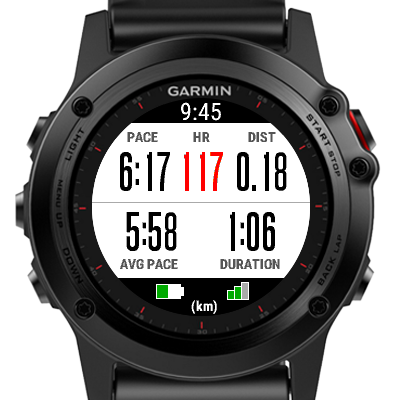 GARMIN
9:45
LIGHT
START STOP
PACE HR DIST
6:17 117 0.18
MENU UP
5:58 1:06
AVG PACE DURATION
DOWN
BACK LAP
(km)